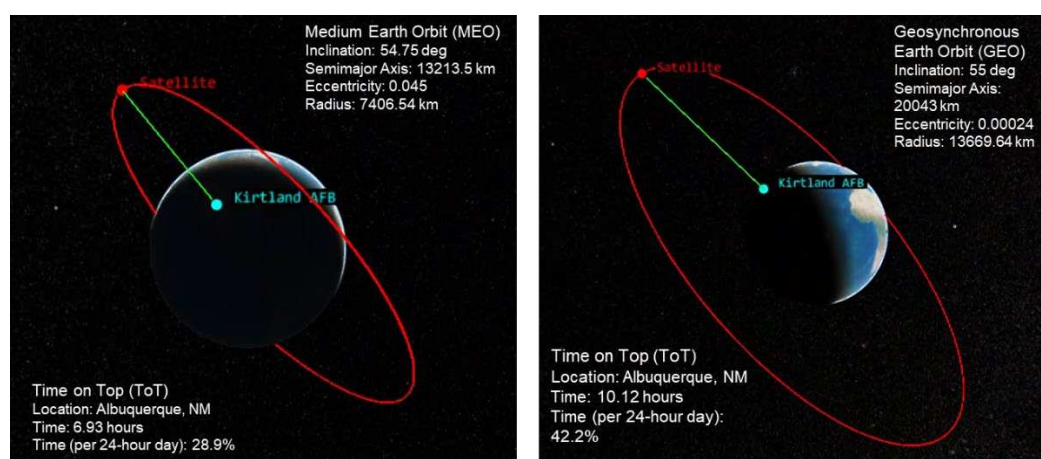 Medium Earth Orbit (MEO)
Inclination: 54.75 deg
Semimajor Axis: 13213.5 km
Eccentricity: 0.045
Radius: 7406.54 km
Satellite
Kirtland AFB
Time on Top (ToT)
Location: Albuquerque, NM
Time: 6.93 hours
Time (per 24-hour day): 28.9%
Geosynchronous
Earth Orbit (GEO)
Inclination: 55 deg
Semimajor Axis:
20043 km
Eccentricity: 0.00024
Radius: 13669.64 km
Satellite
Kirtland AFB
Time on Top (ToT)
Location: Albuquerque, NM
Time: 10.12 hours
Time (per 24-hour day):
42.2%